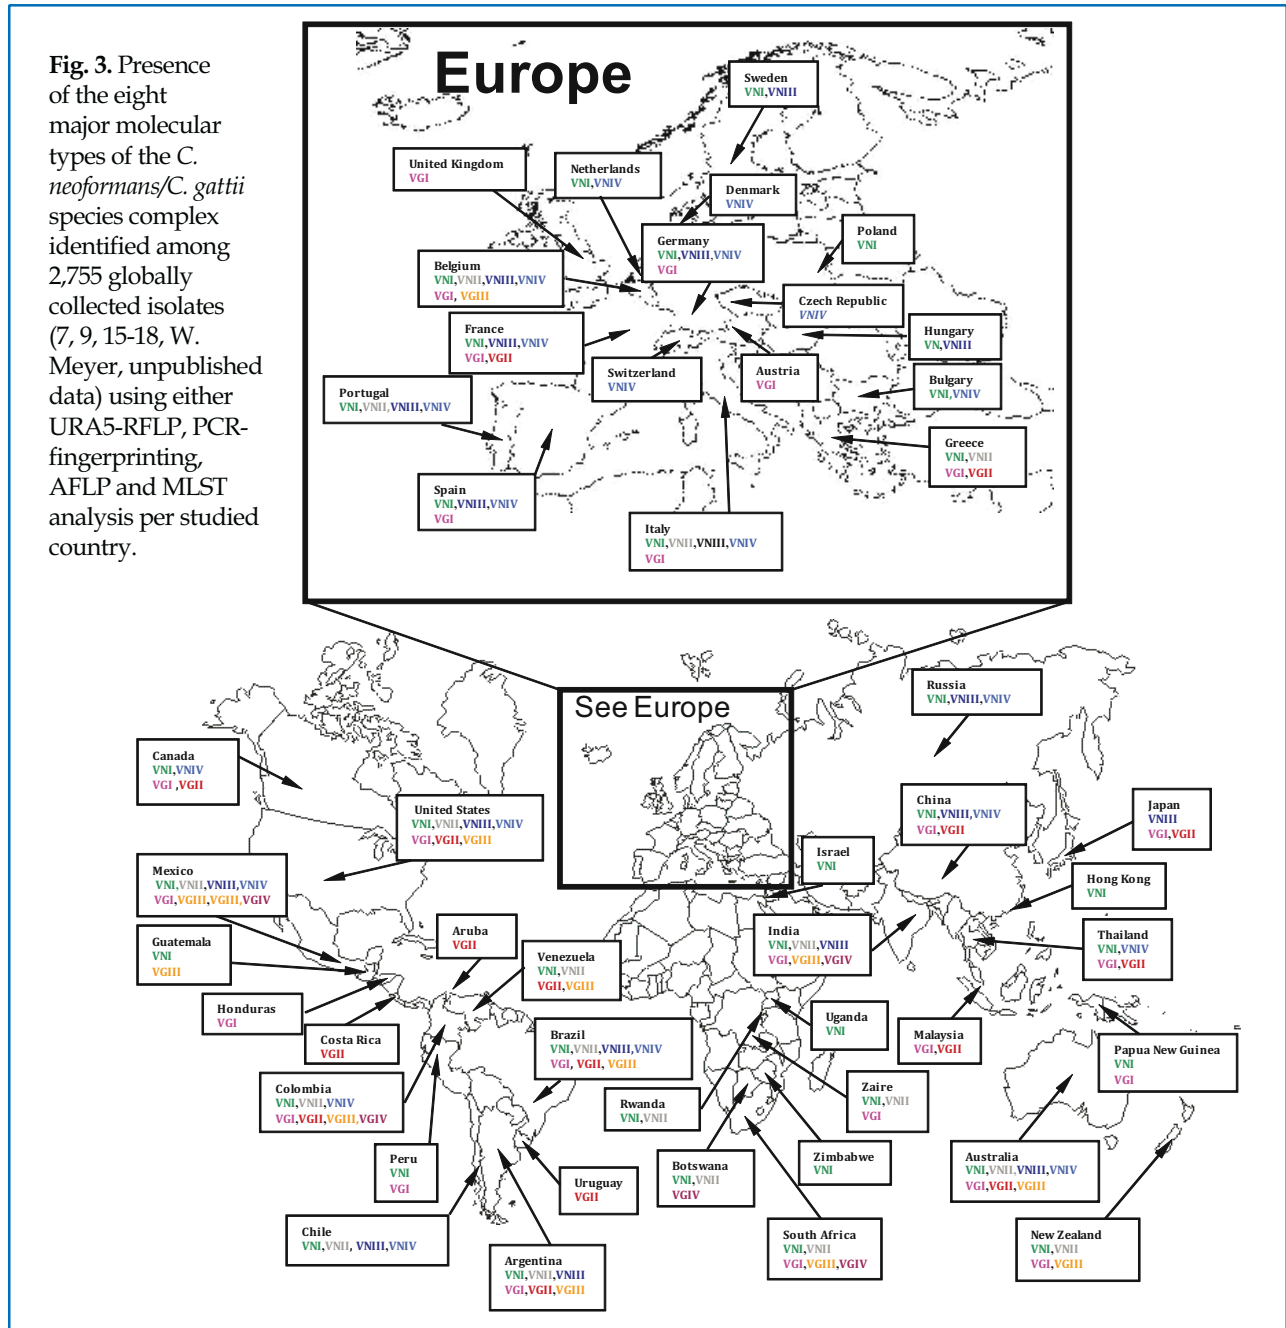 Fig. 3. Presence
of the eight
major molecular
types of the C.
neoformans/C. gattii
species complex
identified among
2,755 globally
collected isolates
(7, 9, 15-18, W.
Meyer, unpublished
data) using either
URA5-RFLP, PCR-
fingerprinting,
AFLP and MLST
analysis per studied
country.
Europe
Sweden
VNI,VNIII
United Kingdom
VGI
Netherlands
VNI,VNIV
Denmark
VNIV
Poland
VNI
Germany
VNI,VNIII,VNIV
VGI
Belgium
VNI,VNII,VNIII,VNIV
VGI, VGIII
Czech Republic
VNIV
France
VNI,VNIII,VNIV
VGI,VGII
Hungary
VN,VNIII
Switzerland
VNIV
Austria
VGI
Bulgary
VNI,VNIV
Portugal
VNI,VNII,VNIII,VNIV
Greece
VNI,VNII
VGI,VGII
Spain
VNI,VNIII,VNIV
VGI
Italy
VNI,VNII,VNIII,VNIV
VGI
See Europe
Russia
VNI,VNIII,VNIV
Canada
VNI,VNIV
VGI ,VGII
United States
VNI,VNII,VNIII,VNIV
VGI,VGII,VGIII
China
VNI,VNIII,VNIV
VGI,VGII
Japan
VNIII
VGI,VGII
Israel
VNI
Mexico
VNI,VNII,VNIII,VNIV
VGI,VGIII,VGIII,VGIV
Hong Kong
VNI
Aruba
VGII
India
VNI,VNII,VNIII
VGI,VGIII,VGIV
Thailand
VNI,VNIV
VGI,VGII
Guatemala
VNI
VGIII
Venezuela
VNI,VNII
VGII,VGIII
Honduras
VGI
Uganda
VNI
Costa Rica
VGII
Brazil
VNI,VNII,VNIII,VNIV
VGI, VGII, VGIII
Malaysia
VGI,VGII
Papua New Guinea
VNI
VGI
Colombia
VNI,VNII,VNIV
VGI,VGII,VGIII,VGIV
Rwanda
VNI,VNII
Zaire
VNI,VNII
VGI
Peru
VNI
VGI
Uruguay
VGII
Botswana
VNI,VNII
VGIV
Zimbabwe
VNI
Australia
VNI,VNII,VNIII,VNIV
VGI,VGII,VGIII
Chile
VNI,VNII, VNIII,VNIV
Argentina
VNI,VNII,VNIII
VGI,VGII,VGIII
South Africa
VNI,VNII
VGI,VGIII,VGIV
New Zealand
VNI,VNII
VGI,VGIII